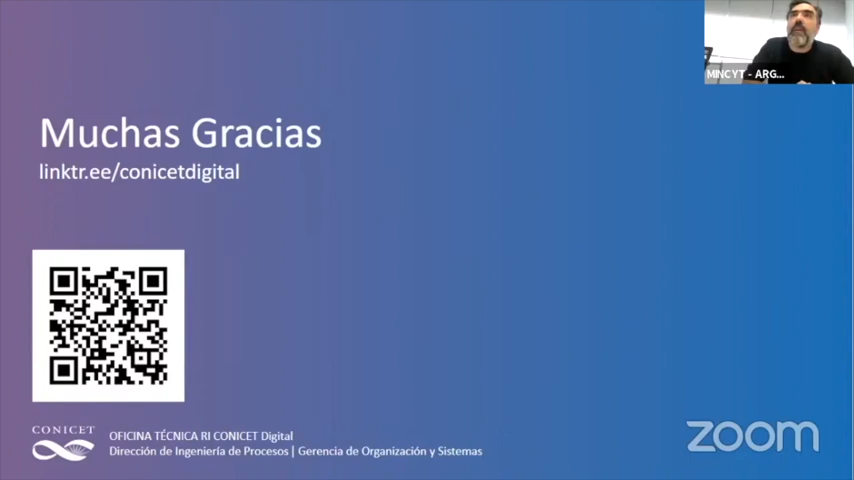 MINCYT - ARG...
Muchas Gracias
linktr.ee/conicetdigital
CONICET
OFICINA TÉCNICA RI CONICET Digital
Dirección de Ingeniería de Procesos | Gerencia de Organización y Sistemas
zoom